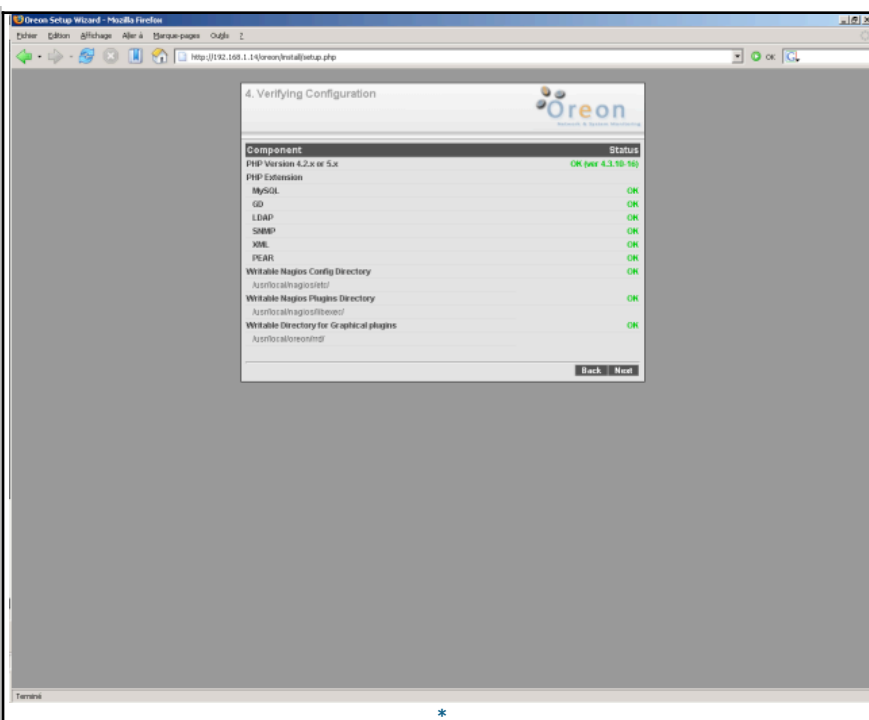 Oreon Setup Wizard - Mozilla Firefox
Fichier Edition Affichage Aller à Marque-pages Outils ?
http://192.168.1.14/oreon/install/setup.php
OK
4. Verifying Configuration
Oreon
Network & System Monitoring
Component Status
PHP Version 4.2.x or 5.x OK (ver 4.3.10-16)
PHP Extension
MySQL OK
GD OK
LDAP OK
SNMP OK
XML OK
PEAR OK
Writable Nagios Config Directory OK
/usr/local/nagios/etc/
Writable Nagios Plugins Directory OK
/usr/local/nagios/libexec/
Writable Directory for Graphical plugins OK
/usr/local/oreon/rrd/
Back Next
Terminé
*